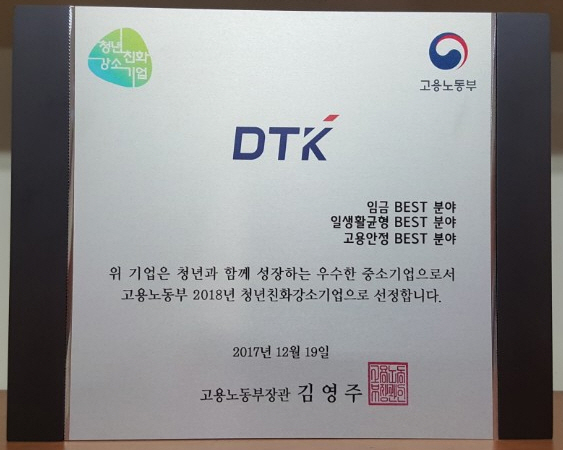 청년친화
강소기업
고용노동부
DTK
임금 BEST 분야
일생활균형 BEST 분야
고용안정 BEST 분야
위 기업은 청년과 함께 성장하는 우수한 중소기업으로서
고용노동부 2018년 청년친화강소기업으로 선정합니다.
2017년 12월 19일
고용노동부장관 김영주